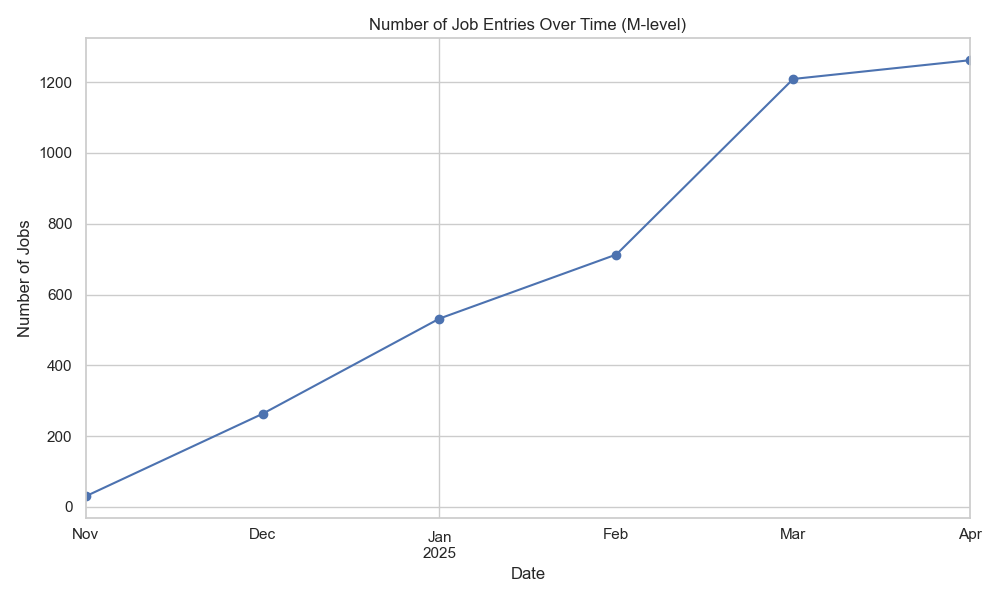 Number of Job Entries Over Time (M-level)
1200
1000
800
600
400
200
0
Number of Jobs
Nov
Dec
Jan
2025
Feb
Mar
Apr
Date